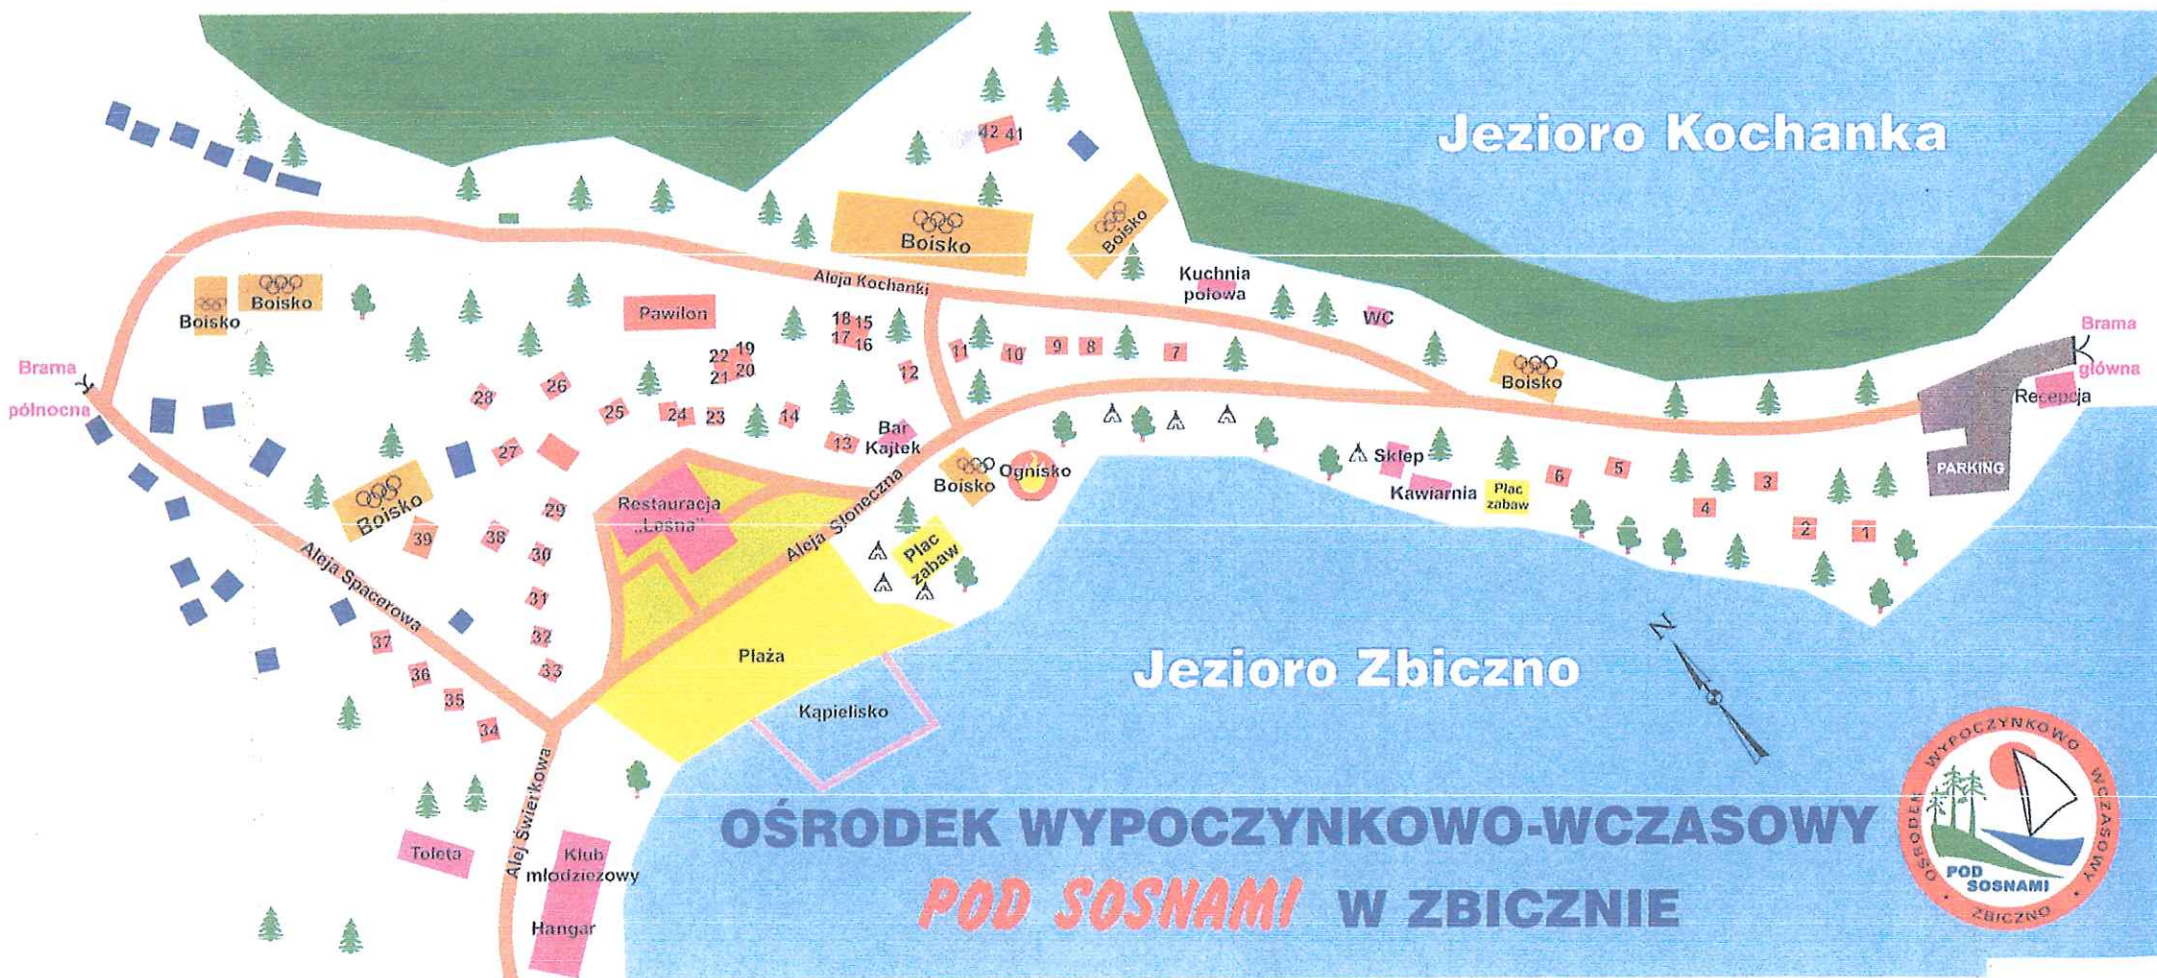 Jezioro Kochanka
42 41
Boisko
Boisko
Aleja Kochanki
Kuchnia
polowa
WC
Boisko
Boisko
Pawilon
18 15
17 16
22 19
21 20
12
11
10
9
8
7
Boisko
Brama
główna
Recepcja
PARKING
Brama
północna
28
26
25
24
23
14
13
Bar
Kajtek
27
Boisko
39
38
29
30
31
32
33
Restauracja
„Leśna”
Aleja Słoneczna
Boisko
Ognisko
Plac
zabaw
Sklep
Kawiarnia
Plac
zabaw
6
5
4
3
2
1
Aleja Spacerowa
37
36
35
34
Plaża
Kąpielisko
Jezioro Zbiczno
N
Alej Świerkowa
Toleta
Klub
młodzieżowy
Hangar
OŚRODEK WYPOCZYNKOWO-WCZASOWY
POD SOSNAMI W ZBICZNIE
OŚRODEK WYPOCZYNKOWO WCZASOWY
POD
SOSNAMI
• ZBICZNO •